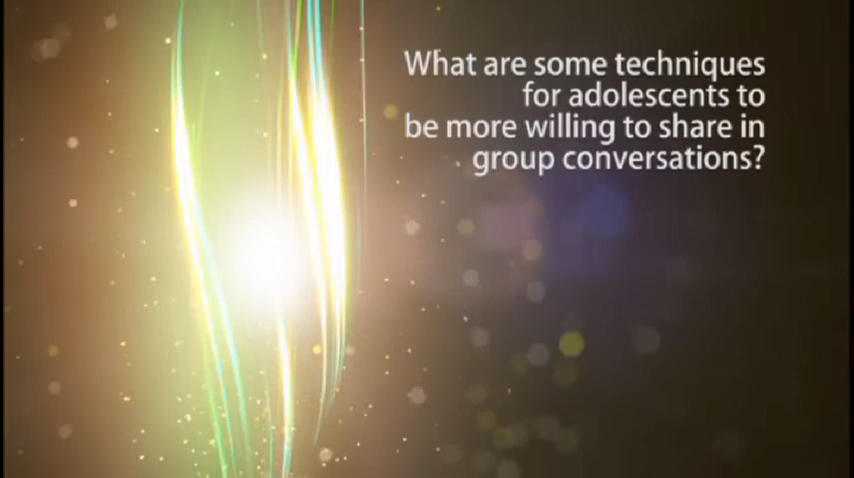 What are some techniques
for adolescents to
be more willing to share in
group conversations?